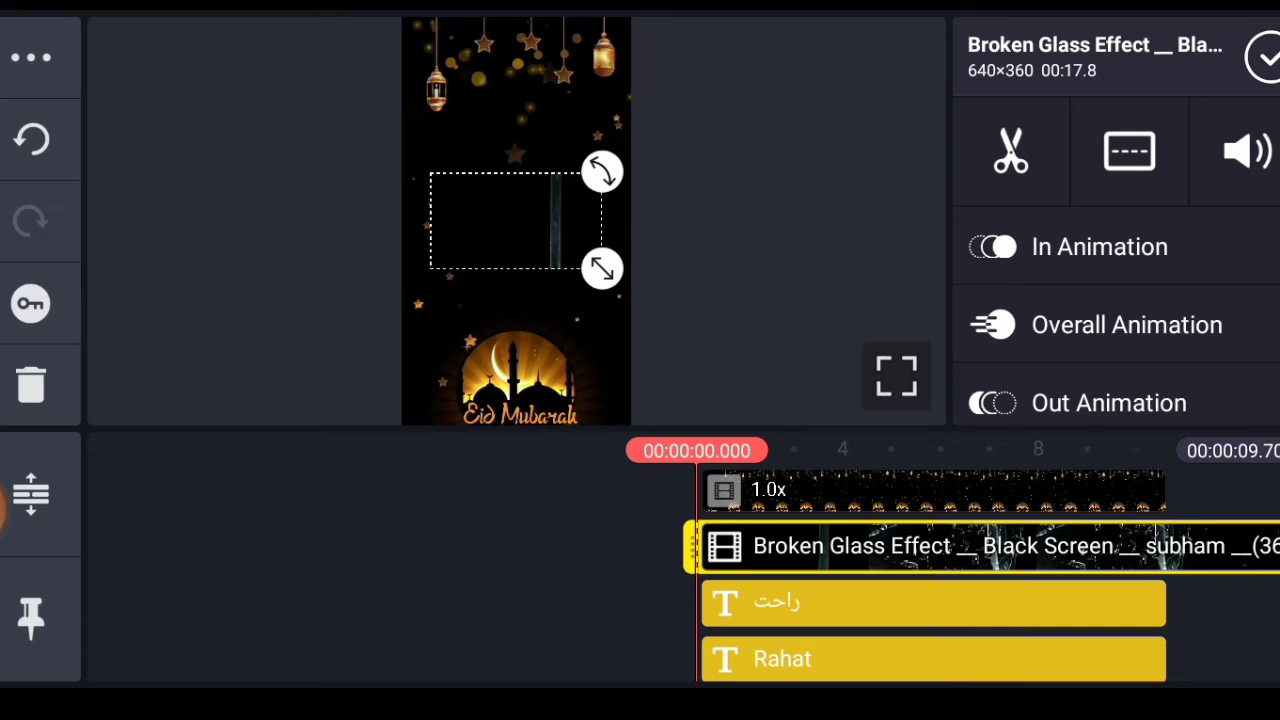 Broken Glass Effect __ Bla...
640×360 00:17.8
In Animation
Overall Animation
Out Animation
Eid Mubarak
00:00:00.000
4
8
00:00:09.70
1.0x
Broken Glass Effect __ Black Screen __ subham __(36
راحت
Rahat